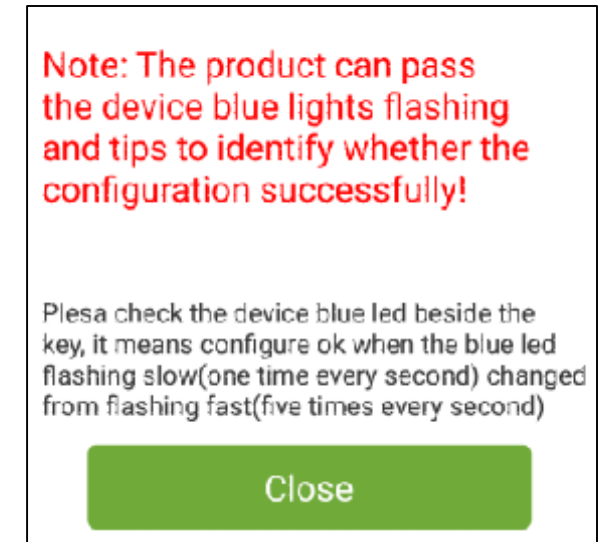 Note: The product can pass
the device blue lights flashing
and tips to identify whether the
configuration successfully!
Plesa check the device blue led beside the
key, it means configure ok when the blue led
flashing slow(one time every second) changed
from flashing fast(five times every second)
Close